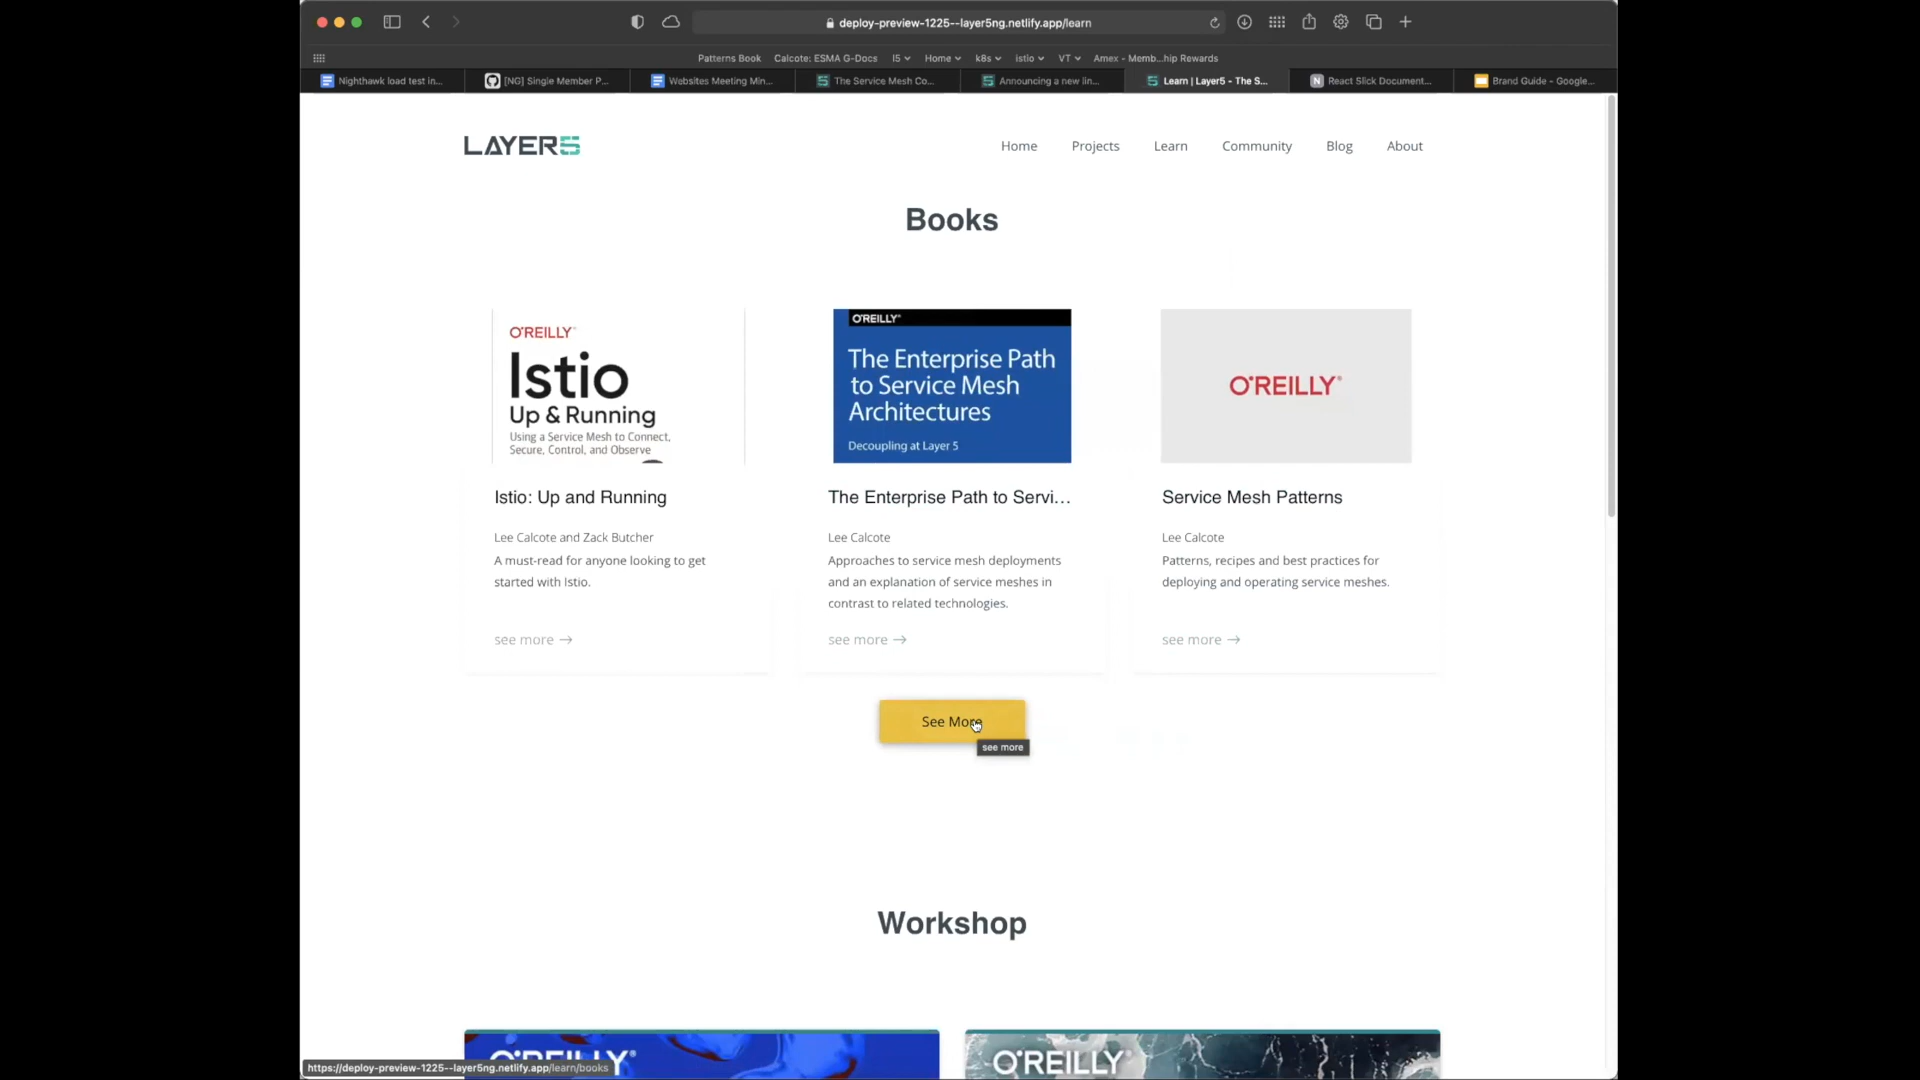 deploy-preview-1225--layer5ng.netlify.app/learn
Patterns Book
Calcote: ESMA G-Docs
l5
Home
k8s
istio
VT
Amex - Memb...hip Rewards
Nighthawk load test in...
[NG] Single Member P...
Websites Meeting Min...
The Service Mesh Co...
Announcing a new lin...
Learn | Layer5 - The S...
React Slick Document...
Brand Guide - Google...
LAYER5
Home
Projects
Learn
Community
Blog
About
Books
O'REILLY®
Istio
Up & Running
Using a Service Mesh to Connect,
Secure, Control, and Observe
Istio: Up and Running
Lee Calcote and Zack Butcher
A must-read for anyone looking to get
started with Istio.
see more →
O'REILLY®
The Enterprise Path
to Service Mesh
Architectures
Decoupling at Layer 5
The Enterprise Path to Servi...
Lee Calcote
Approaches to service mesh deployments
and an explanation of service meshes in
contrast to related technologies.
see more →
O'REILLY®
Service Mesh Patterns
Lee Calcote
Patterns, recipes and best practices for
deploying and operating service meshes.
see more →
See More
see more
Workshop
O'REILLY®
O'REILLY®
https://deploy-preview-1225--layer5ng.netlify.app/learn/books